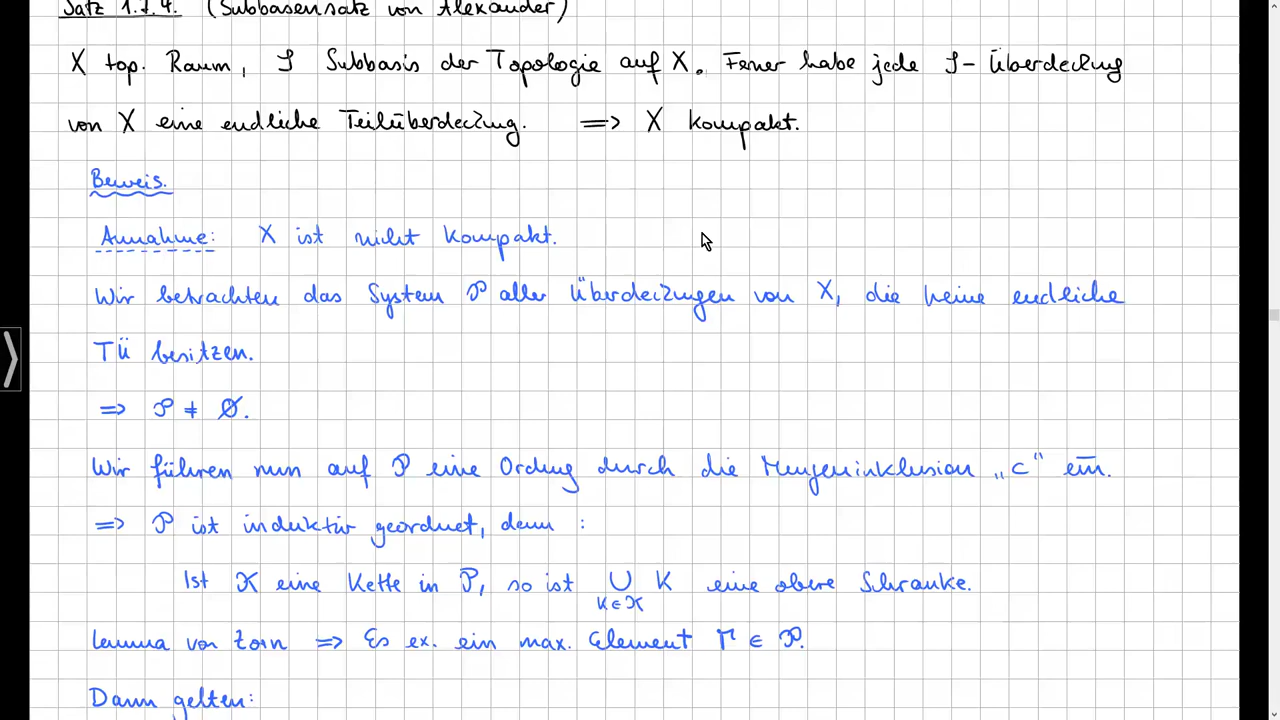 Satz 1.7.4. (Subbasensatz von Alexander)
X top. Raum, 𝒮 Subbasis der Topologie auf X. Ferner habe jede 𝒮-Überdeckung
von X eine endliche Teilüberdeckung. ⟹ X kompakt.
Beweis.
Annahme: X ist nicht kompakt.
Wir betrachten das System 𝒫 aller Überdeckungen von X, die keine endliche
TÜ besitzen.
⟹ 𝒫 ≠ ∅.
Wir führen nun auf 𝒫 eine Ordnung durch die Mengeninklusion „⊂“ ein.
⟹ 𝒫 ist induktiv geordnet, denn :
Ist 𝒦 eine Kette in 𝒫, so ist ⋃ K eine obere Schranke.
K∈𝒦
Lemma von Zorn ⟹ Es ex. ein max. Element Γ ∈ 𝒫.
Dann gelten: